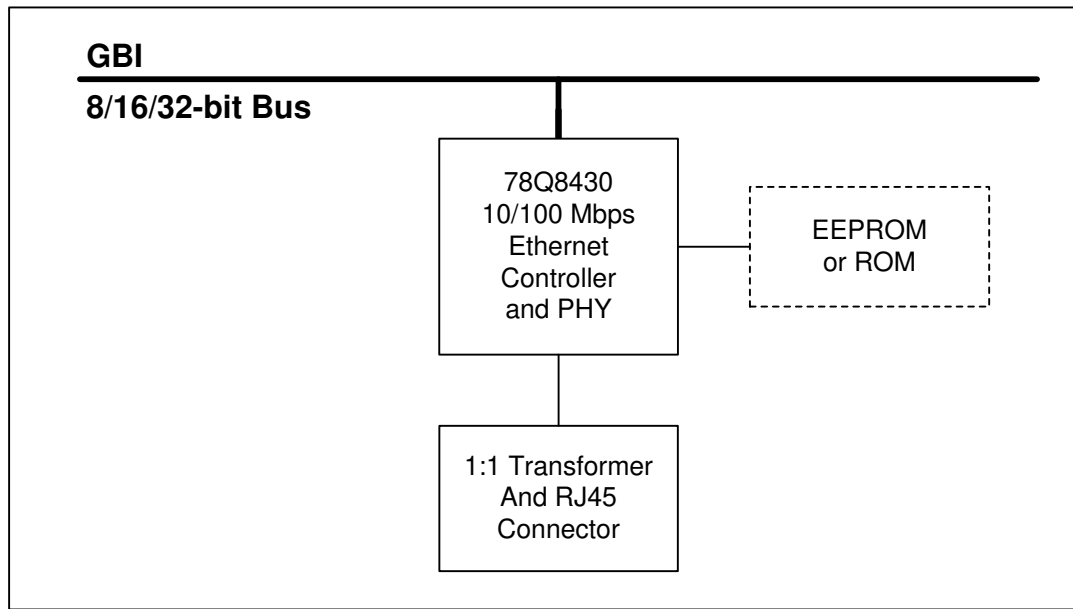 GBI
8/16/32-bit Bus
78Q8430
10/100 Mbps
Ethernet
Controller
and PHY
EEPROM
or ROM
1:1 Transformer
And RJ45
Connector